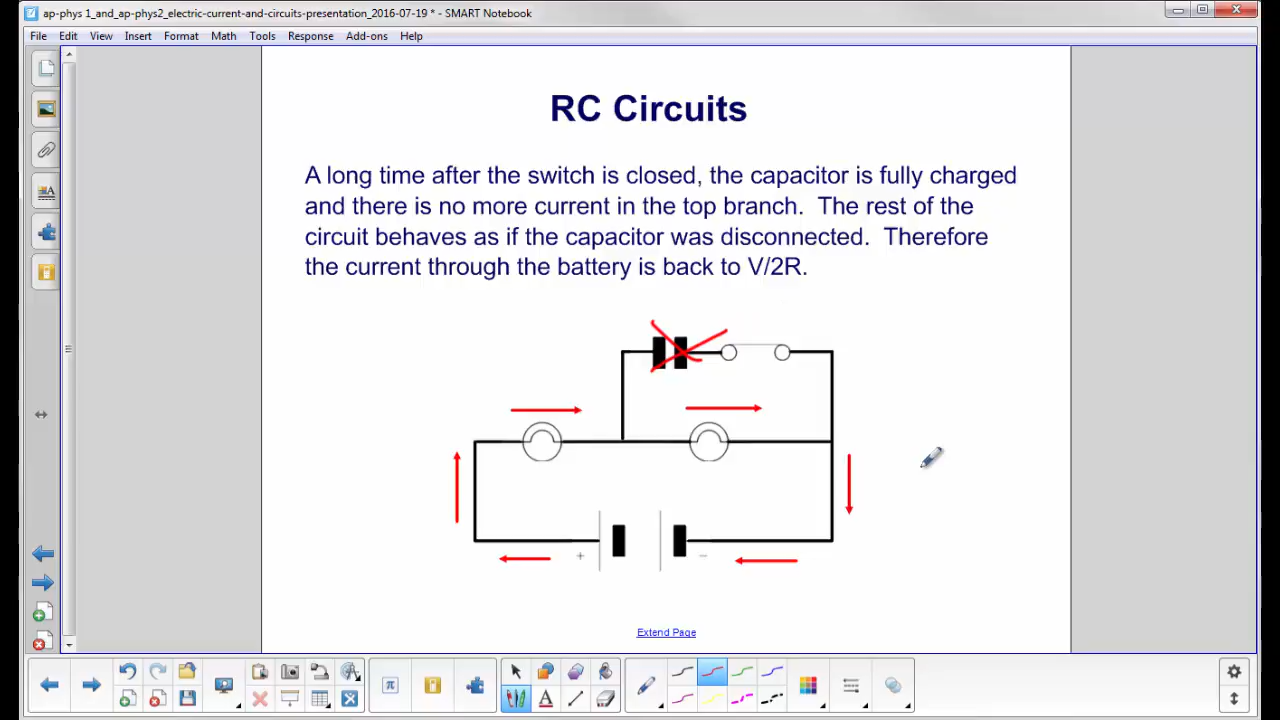 ap-phys 1_and_ap-phys2_electric-current-and-circuits-presentation_2016-07-19 * - SMART Notebook
File Edit View Insert Format Math Tools Response Add-ons Help
RC Circuits
A long time after the switch is closed, the capacitor is fully charged
and there is no more current in the top branch. The rest of the
circuit behaves as if the capacitor was disconnected. Therefore
the current through the battery is back to V/2R.
+ −
Extend Page